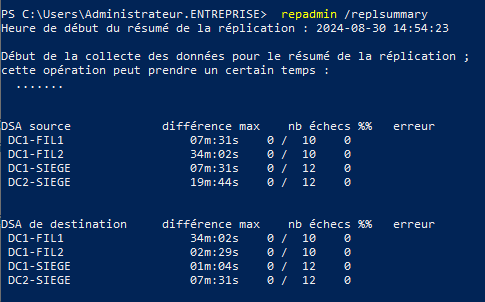 PS C:\Users\Administrateur.ENTREPRISE> repadmin /replsummary
Heure de début du résumé de la réplication : 2024-08-30 14:54:23
Début de la collecte des données pour le résumé de la réplication ;
cette opération peut prendre un certain temps :
.......
DSA source différence max nb échecs %% erreur
DC1-FIL1 07m:31s 0 / 10 0
DC1-FIL2 34m:02s 0 / 10 0
DC1-SIEGE 07m:31s 0 / 12 0
DC2-SIEGE 19m:44s 0 / 12 0
DSA de destination différence max nb échecs %% erreur
DC1-FIL1 34m:02s 0 / 10 0
DC1-FIL2 02m:29s 0 / 10 0
DC1-SIEGE 01m:04s 0 / 12 0
DC2-SIEGE 07m:31s 0 / 12 0